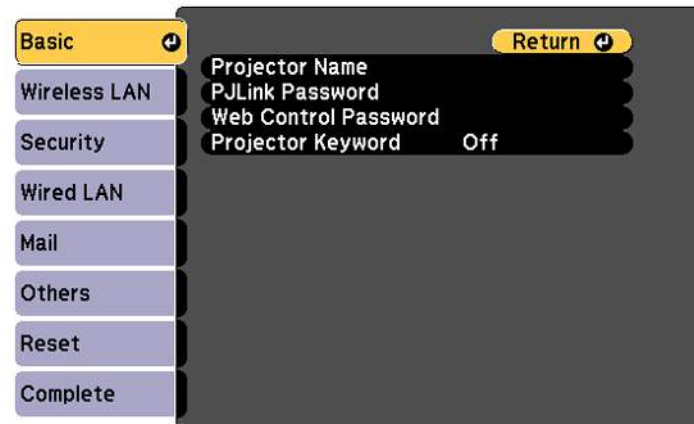 Basic
Wireless LAN
Security
Wired LAN
Mail
Others
Reset
Complete
Return
Projector Name
PJLink Password
Web Control Password
Projector Keyword Off